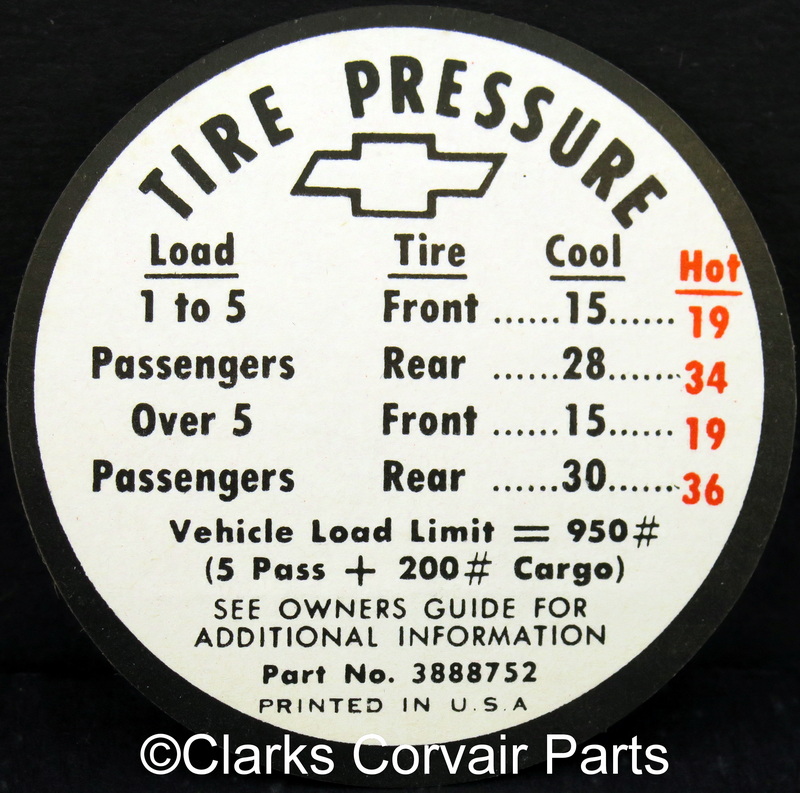 TIRE PRESSURE
Load Tire Cool Hot
1 to 5 Front ......15...... 19
Passengers Rear ......28....... 34
Over 5 Front ......15...... 19
Passengers Rear ......30....... 36
Vehicle Load Limit = 950#
(5 Pass + 200# Cargo)
SEE OWNERS GUIDE FOR
ADDITIONAL INFORMATION
Part No. 3888752
PRINTED IN U.S.A
©Clarks Corvair Parts